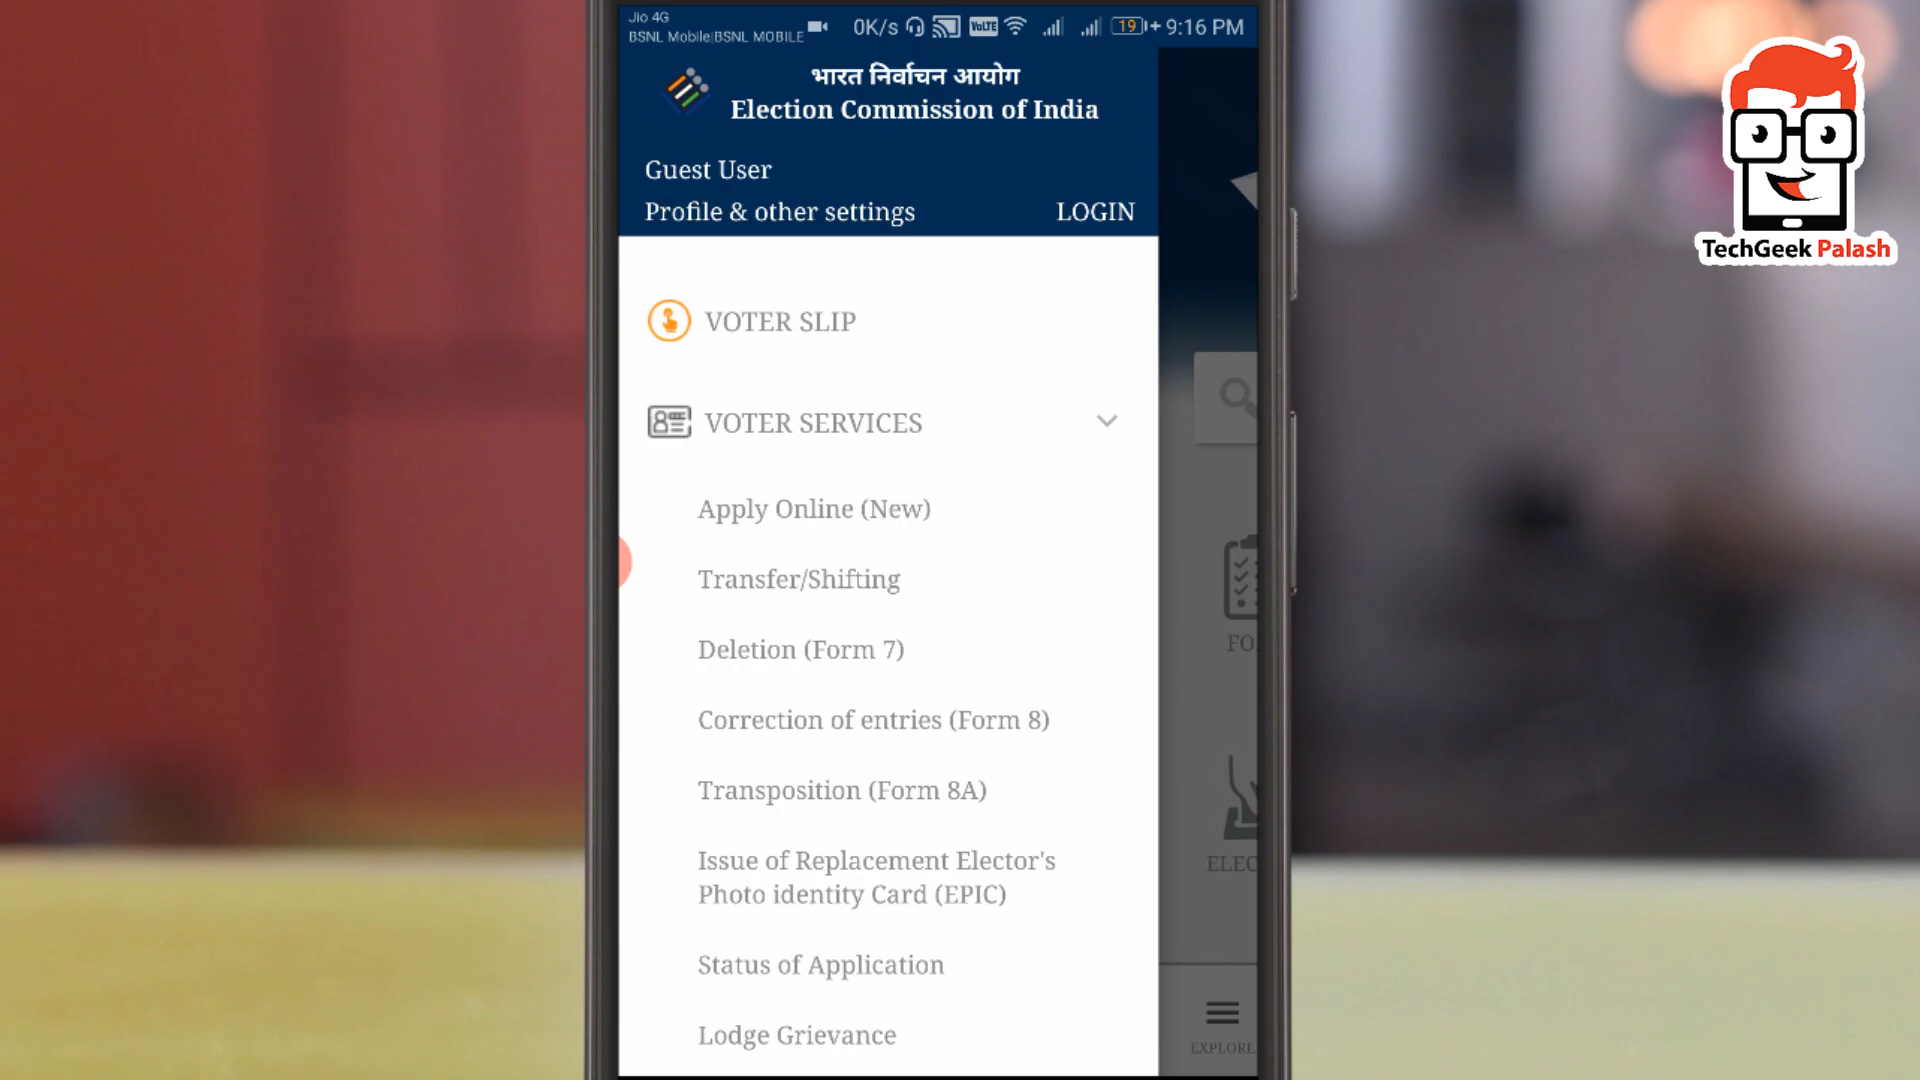 Jio 4G
BSNL Mobile|BSNL MOBILE
0K/s VoLTE 19 9:16 PM
भारत निर्वाचन आयोग
Election Commission of India
Guest User
Profile & other settings LOGIN
VOTER SLIP
VOTER SERVICES
Apply Online (New)
Transfer/Shifting
Deletion (Form 7)
Correction of entries (Form 8)
Transposition (Form 8A)
Issue of Replacement Elector's
Photo identity Card (EPIC)
Status of Application
Lodge Grievance
FO
ELEC
EXPLORE
TechGeek Palash